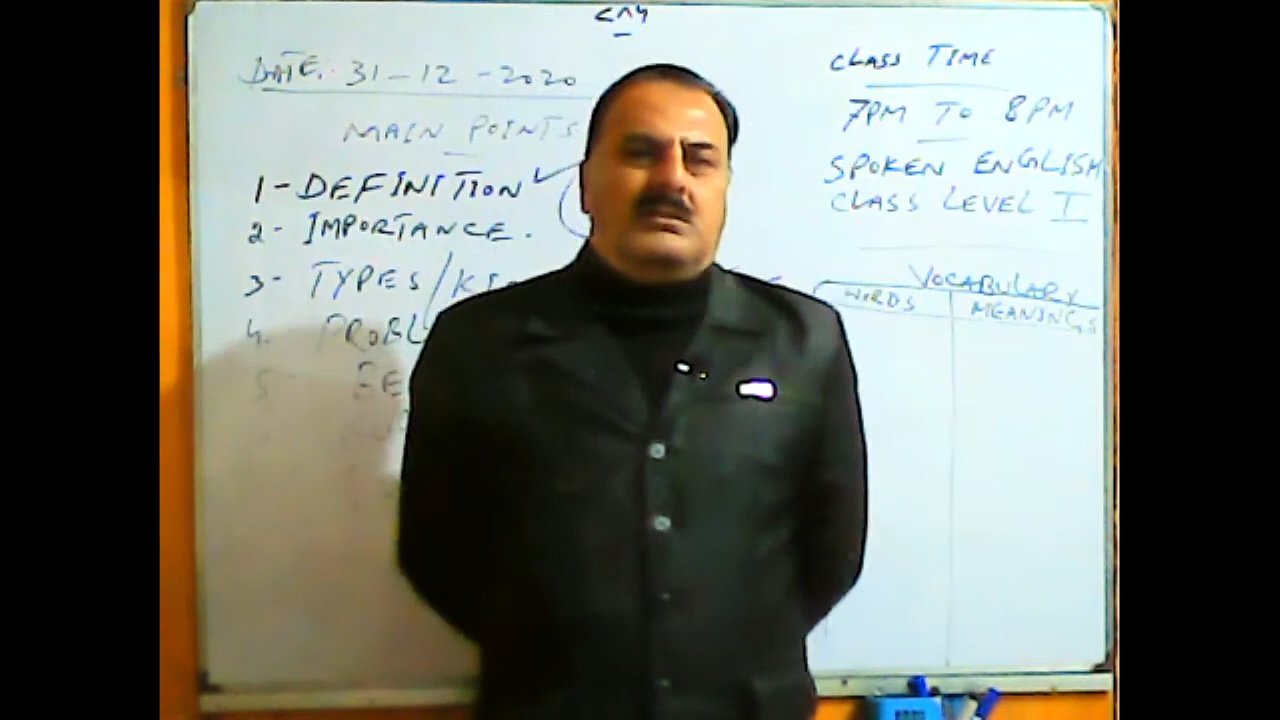 DATE: 31-12-2020
MAIN POINTS
1-DEFINITION
2- IMPORTANCE.
3- TYPES/
4.
5
CLASS TIME
7PM TO 8PM
SPOKEN ENGLISH
CLASS LEVEL I
VOCABULARY
WORDS MEANINGS